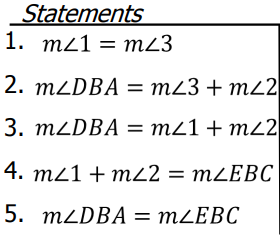 Statements
1. m∠1 = m∠3
2. m∠DBA = m∠3 + m∠2
3. m∠DBA = m∠1 + m∠2
4. m∠1 + m∠2 = m∠EBC
5. m∠DBA = m∠EBC